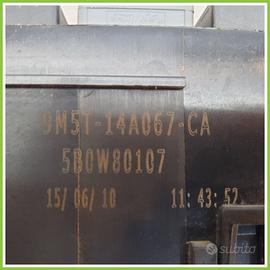 9M5T-14A067-CA
5B0W80107
15/ 06/ 10 11: 43: 52
subito